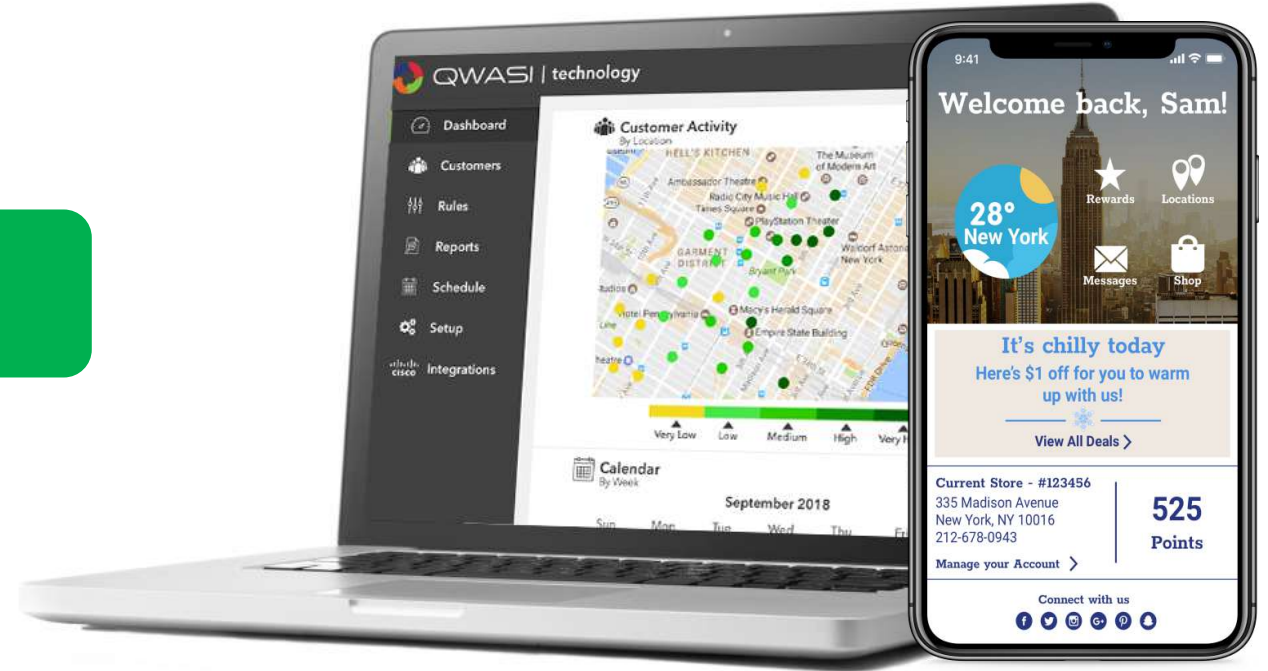 QWASI | technology
Dashboard
Customers
Rules
Reports
Schedule
Setup
cisco Integrations
Customer Activity
By Location
HELL'S KITCHEN
The Museum
of Modern Art
Ambassador Theatre
Radio City Music Hall
Times Square
PlayStation Theater
GARMENT
DISTRICT
Waldorf Astoria
New York
Bryant Park
Macy's Herald Square
Hotel Pennsylvania
Empire State Building
Madison Ave
FDR Drive
Very Low
Low
Medium
High
Calendar
By Week
September 2018
Sun Mon Tue Wed Thu
9:41
Welcome back, Sam!
28°
New York
Rewards
Locations
Messages
Shop
It's chilly today
Here's $1 off for you to warm
up with us!
View All Deals
Current Store - #123456
335 Madison Avenue
New York, NY 10016
212-678-0943
Manage your Account
525
Points
Connect with us